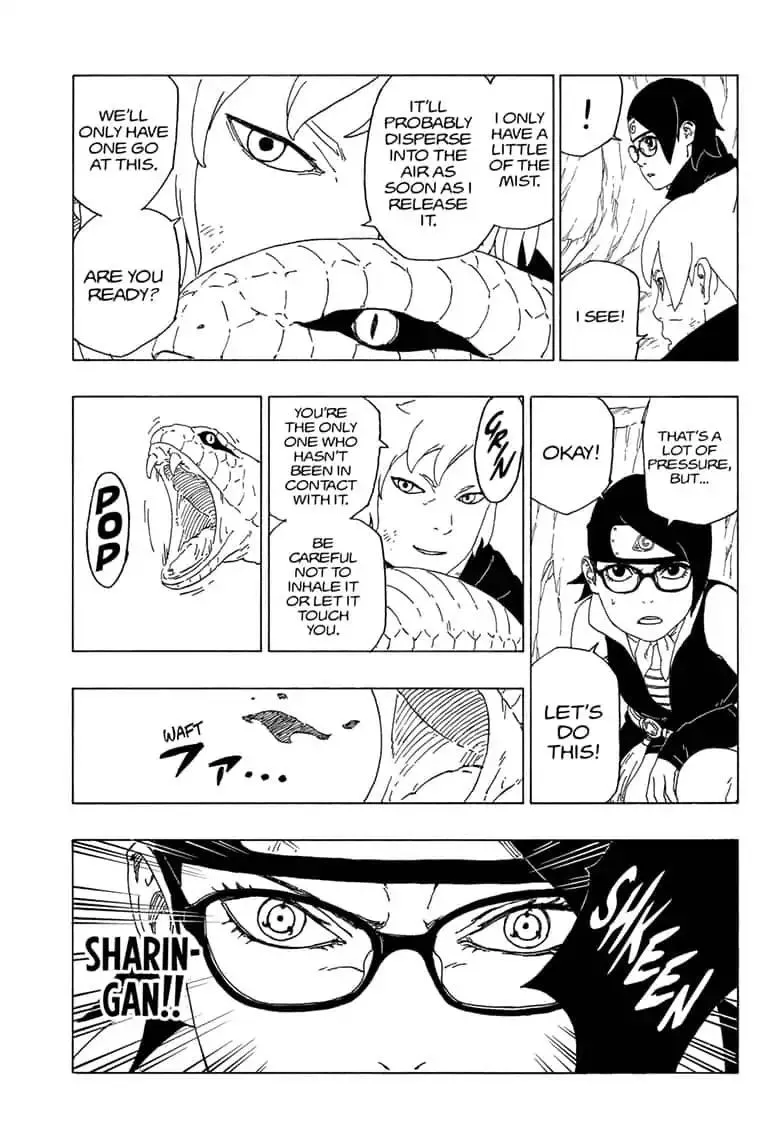 !
I SEE!
I ONLY
HAVE A
LITTLE
OF THE
MIST.
IT'LL
PROBABLY
DISPERSE
INTO THE
AIR AS
SOON AS I
RELEASE
IT.
WE'LL
ONLY HAVE
ONE GO
AT THIS.
ARE YOU
READY?
THAT'S A
LOT OF
PRESSURE,
BUT...
OKAY!
LET'S
DO
THIS!
GRIN
YOU'RE
THE ONLY
ONE WHO
HASN'T
BEEN IN
CONTACT
WITH IT.
BE
CAREFUL
NOT TO
INHALE IT
OR LET IT
TOUCH
YOU.
POP
WAFT
ファ...
SHKEEN
SHARIN-
GAN!!